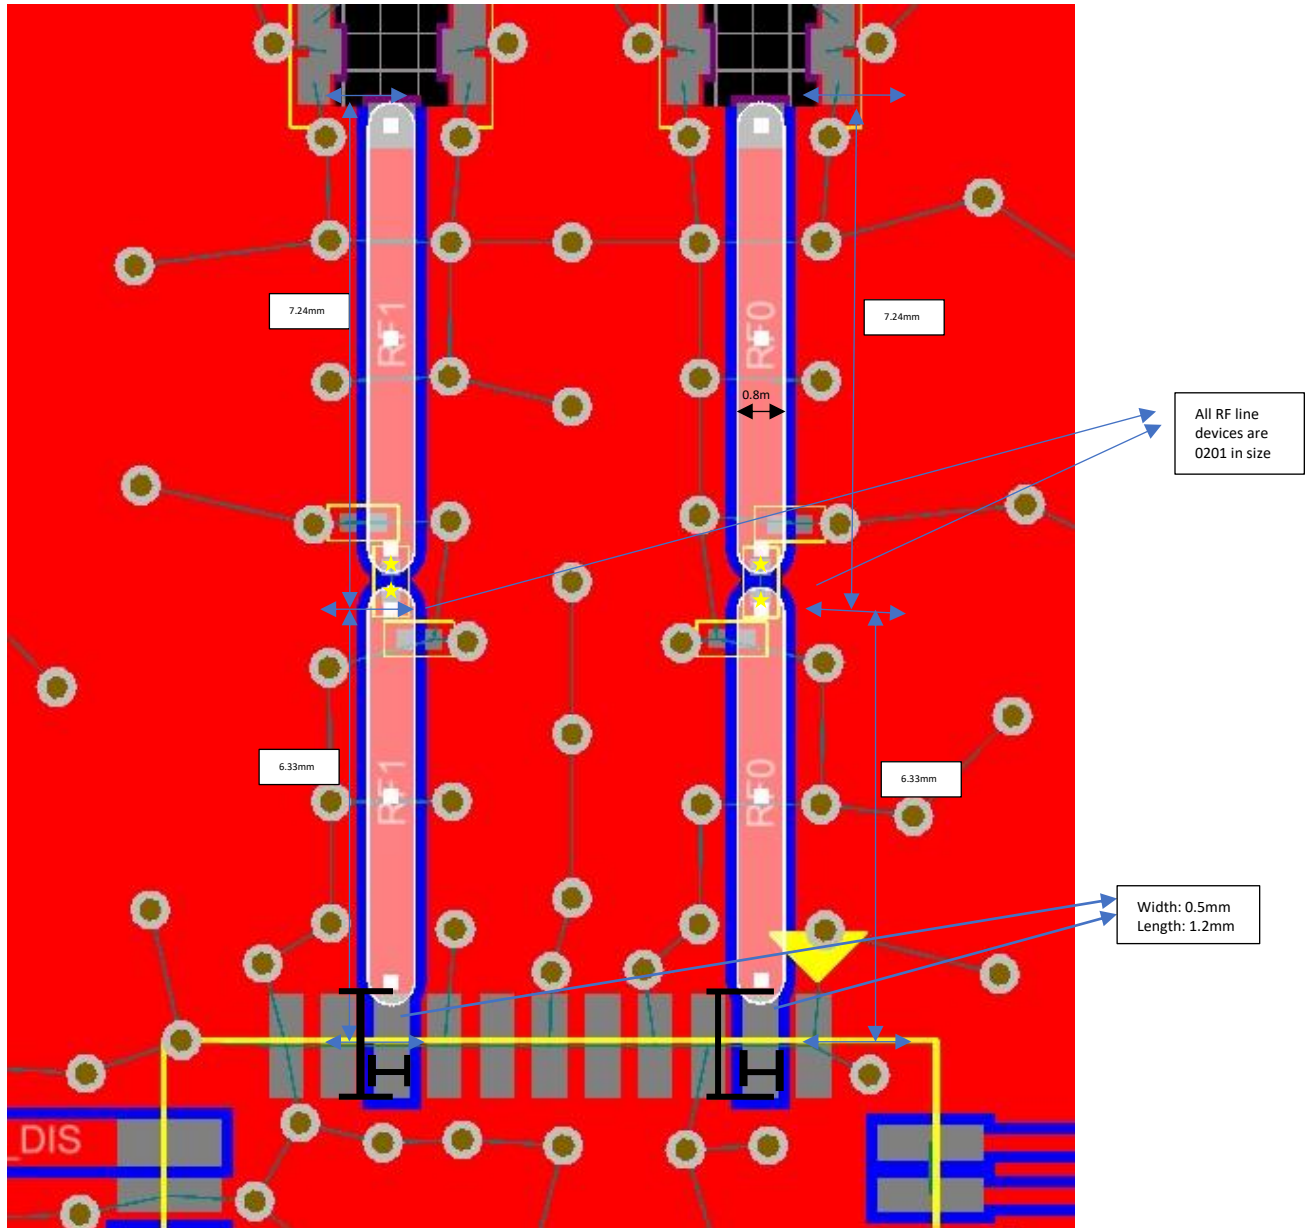 7.24mm
RF1
RF0
7.24mm
0.8m
All RF line
devices are
0201 in size
6.33mm
RF1
RF0
6.33mm
Width: 0.5mm
Length: 1.2mm
_DIS